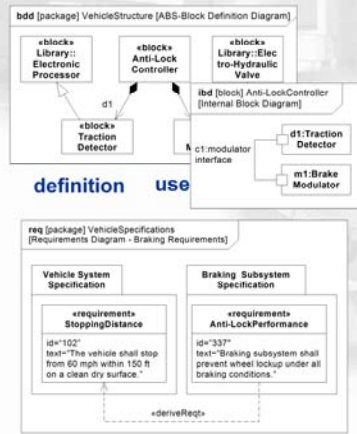 bdd [package] VehicleStructure [ABS-Block Definition Diagram]
«block»
Library::
Electronic
Processor
«block»
Anti-Lock
Controller
«block»
Library::Elec
tro-Hydraulic
Valve
d1
«block»
Traction
Detector
M
ibd [block] Anti-LockController
[Internal Block Diagram]
c1:modulator
interface
d1:Traction
Detector
m1:Brake
Modulator
definition
use
req [package] VehicleSpecifications
[Requirements Diagram - Braking Requirements]
Vehicle System
Specification
Braking Subsystem
Specification
«requirement»
StoppingDistance
id="102"
text="The vehicle shall stop
from 60 mph within 150 ft
on a clean dry surface."
«requirement»
Anti-LockPerformance
id="337"
text="Braking subsystem shall
prevent wheel lockup under all
braking conditions."
«deriveReqt»